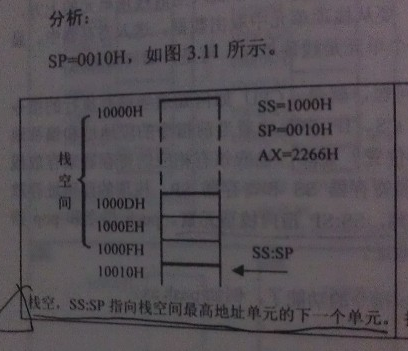 分析:
SP=0010H，如图 3.11 所示。
10000H
SS=1000H
SP=0010H
AX=2266H
栈空间
1000DH
1000EH
1000FH
10010H
SS:SP
栈空，SS:SP 指向栈空间最高地址单元的下一个单元。